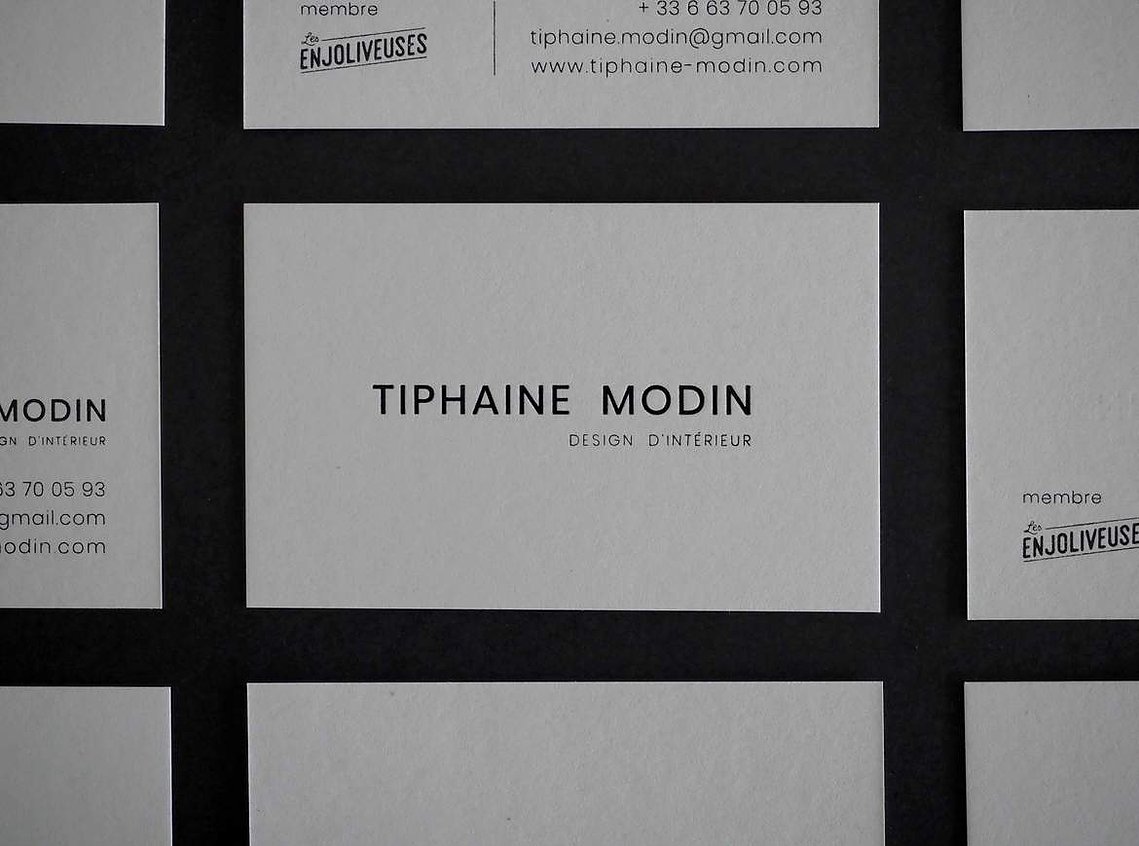 membre
Les
ENJOLIVEUSES
+ 33 6 63 70 05 93
tiphaine.modin@gmail.com
www.tiphaine-modin.com
MODIN
GN D'INTÉRIEUR
63 70 05 93
gmail.com
odin.com
TIPHAINE MODIN
DESIGN D'INTÉRIEUR
membre
Les
ENJOLIVEUSE